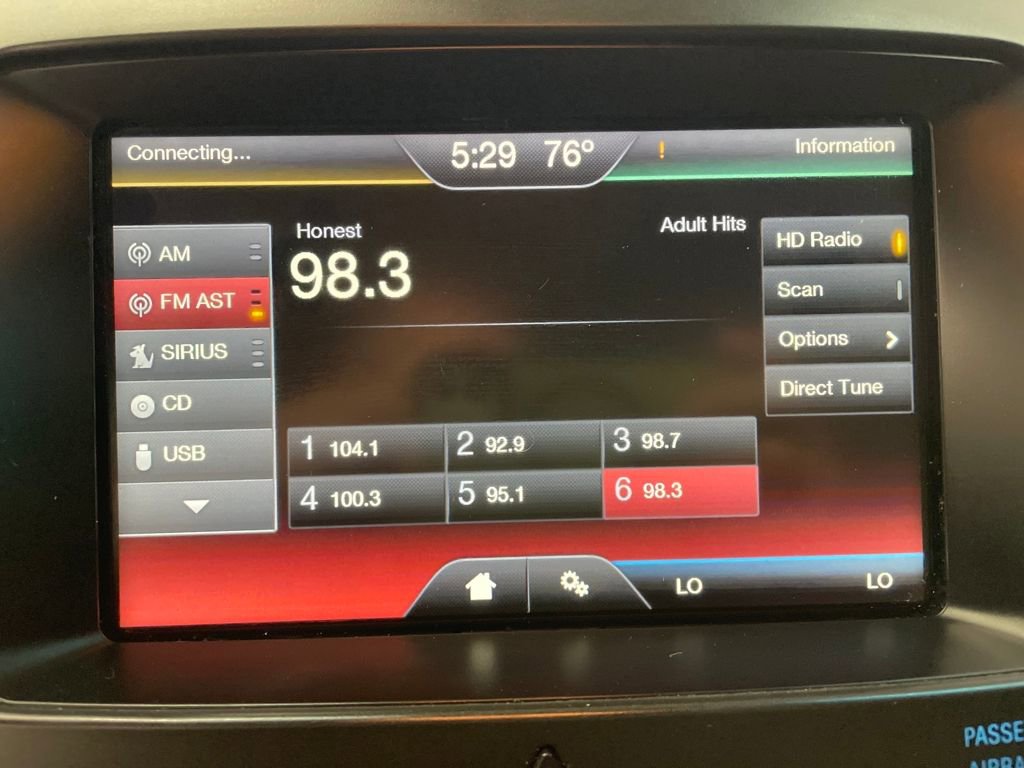 Connecting...
5:29 76°
!
Information
AM
FM AST
SIRIUS
CD
USB
Honest
98.3
Adult Hits
HD Radio
Scan
Options
Direct Tune
1 104.1
2 92.9
3 98.7
4 100.3
5 95.1
6 98.3
LO
LO